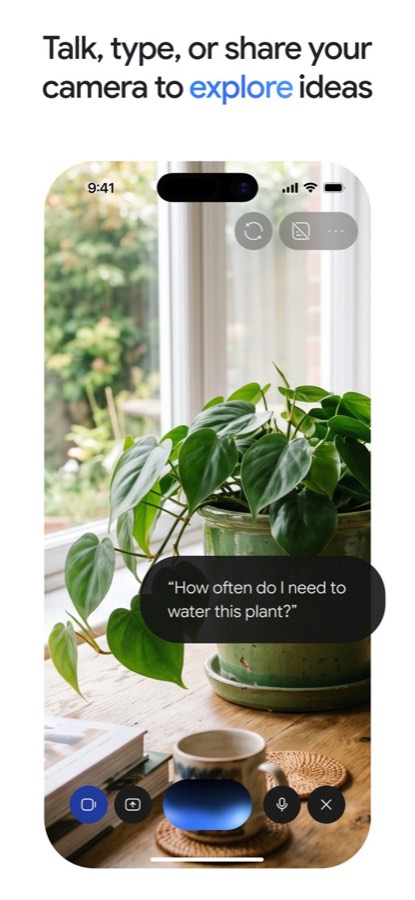 Talk, type, or share your
camera to explore ideas
9:41
“How often do I need to
water this plant?”